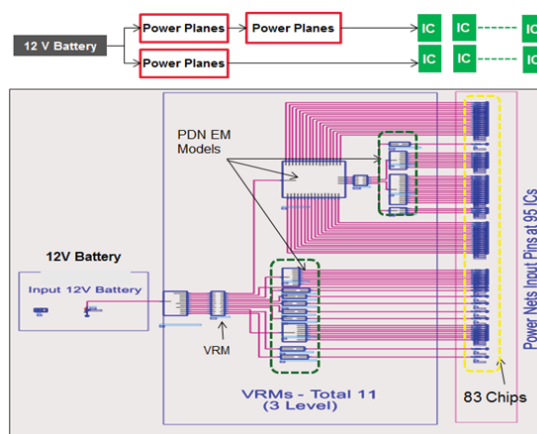 Power Planes
Power Planes
IC
IC
IC
12 V Battery
Power Planes
IC
IC
IC
PDN EM
Models
12V Battery
Input 12V Battery
VRM
VRMs - Total 11
(3 Level)
83 Chips
Power Nets Input Pins at 95 ICs